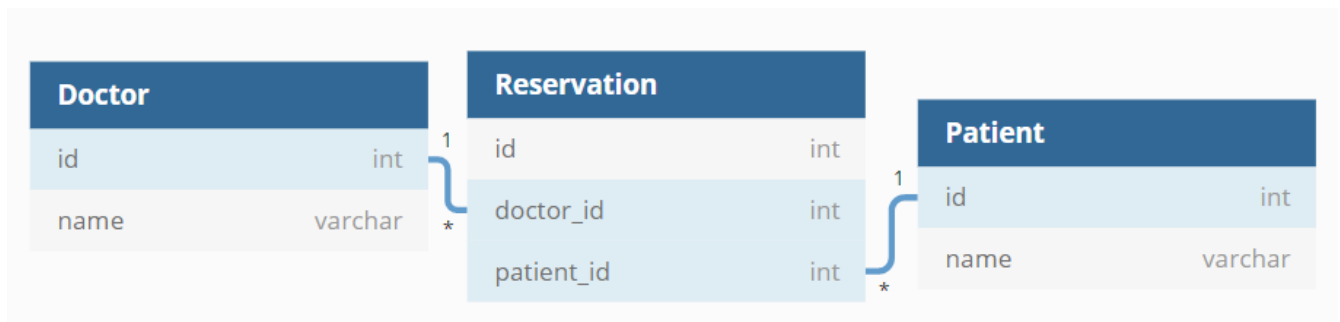 Doctor
id int
name varchar
1
*
Reservation
id int
doctor_id int
patient_id int
1
*
Patient
id int
name varchar